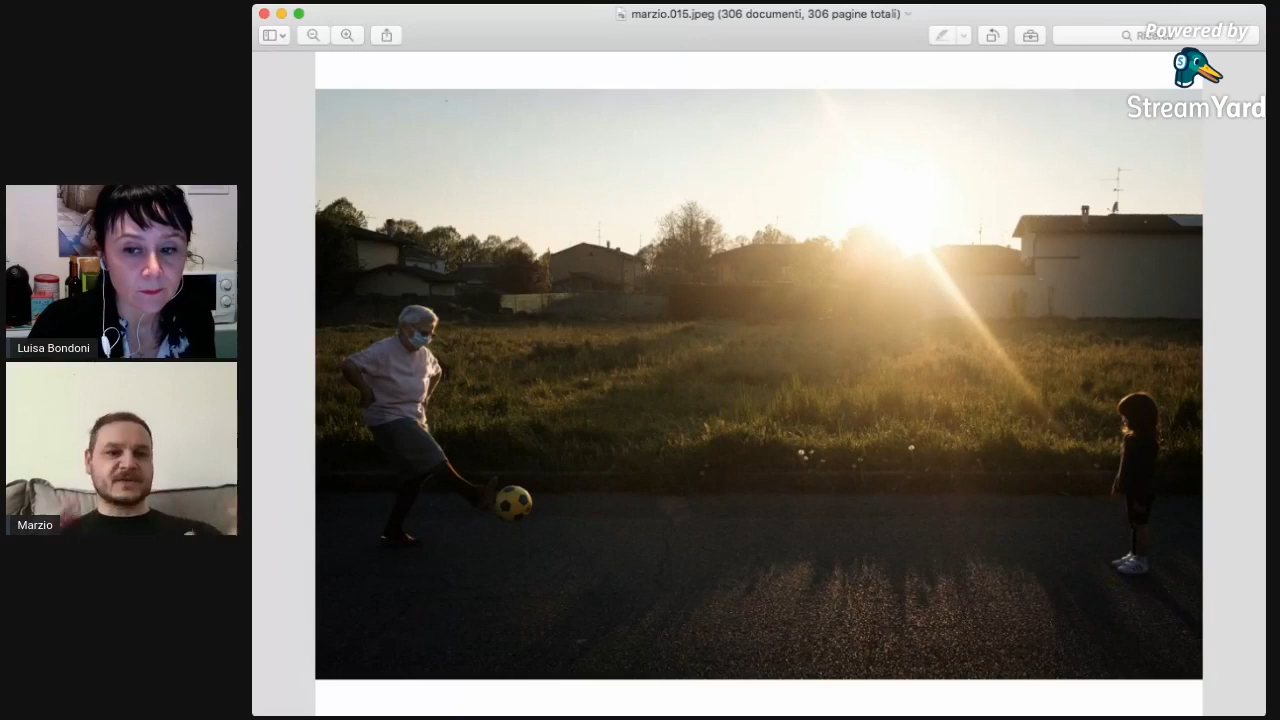 marzio.015.jpeg (306 documenti, 306 pagine totali)
Powered by
StreamYard
Luisa Bondoni
Marzio